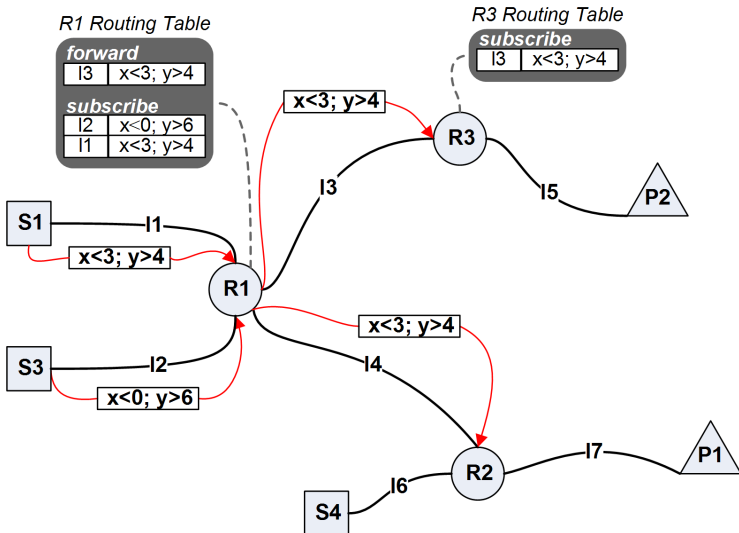 R1 Routing Table
forward
I3 x<3; y>4
subscribe
I2 x<0; y>6
I1 x<3; y>4
R3 Routing Table
subscribe
I3 x<3; y>4
x<3; y>4
R3
I3
I5
P2
S1
I1
x<3; y>4
R1
x<3; y>4
S3
I2
I4
x<0; y>6
P1
I7
R2
I6
S4